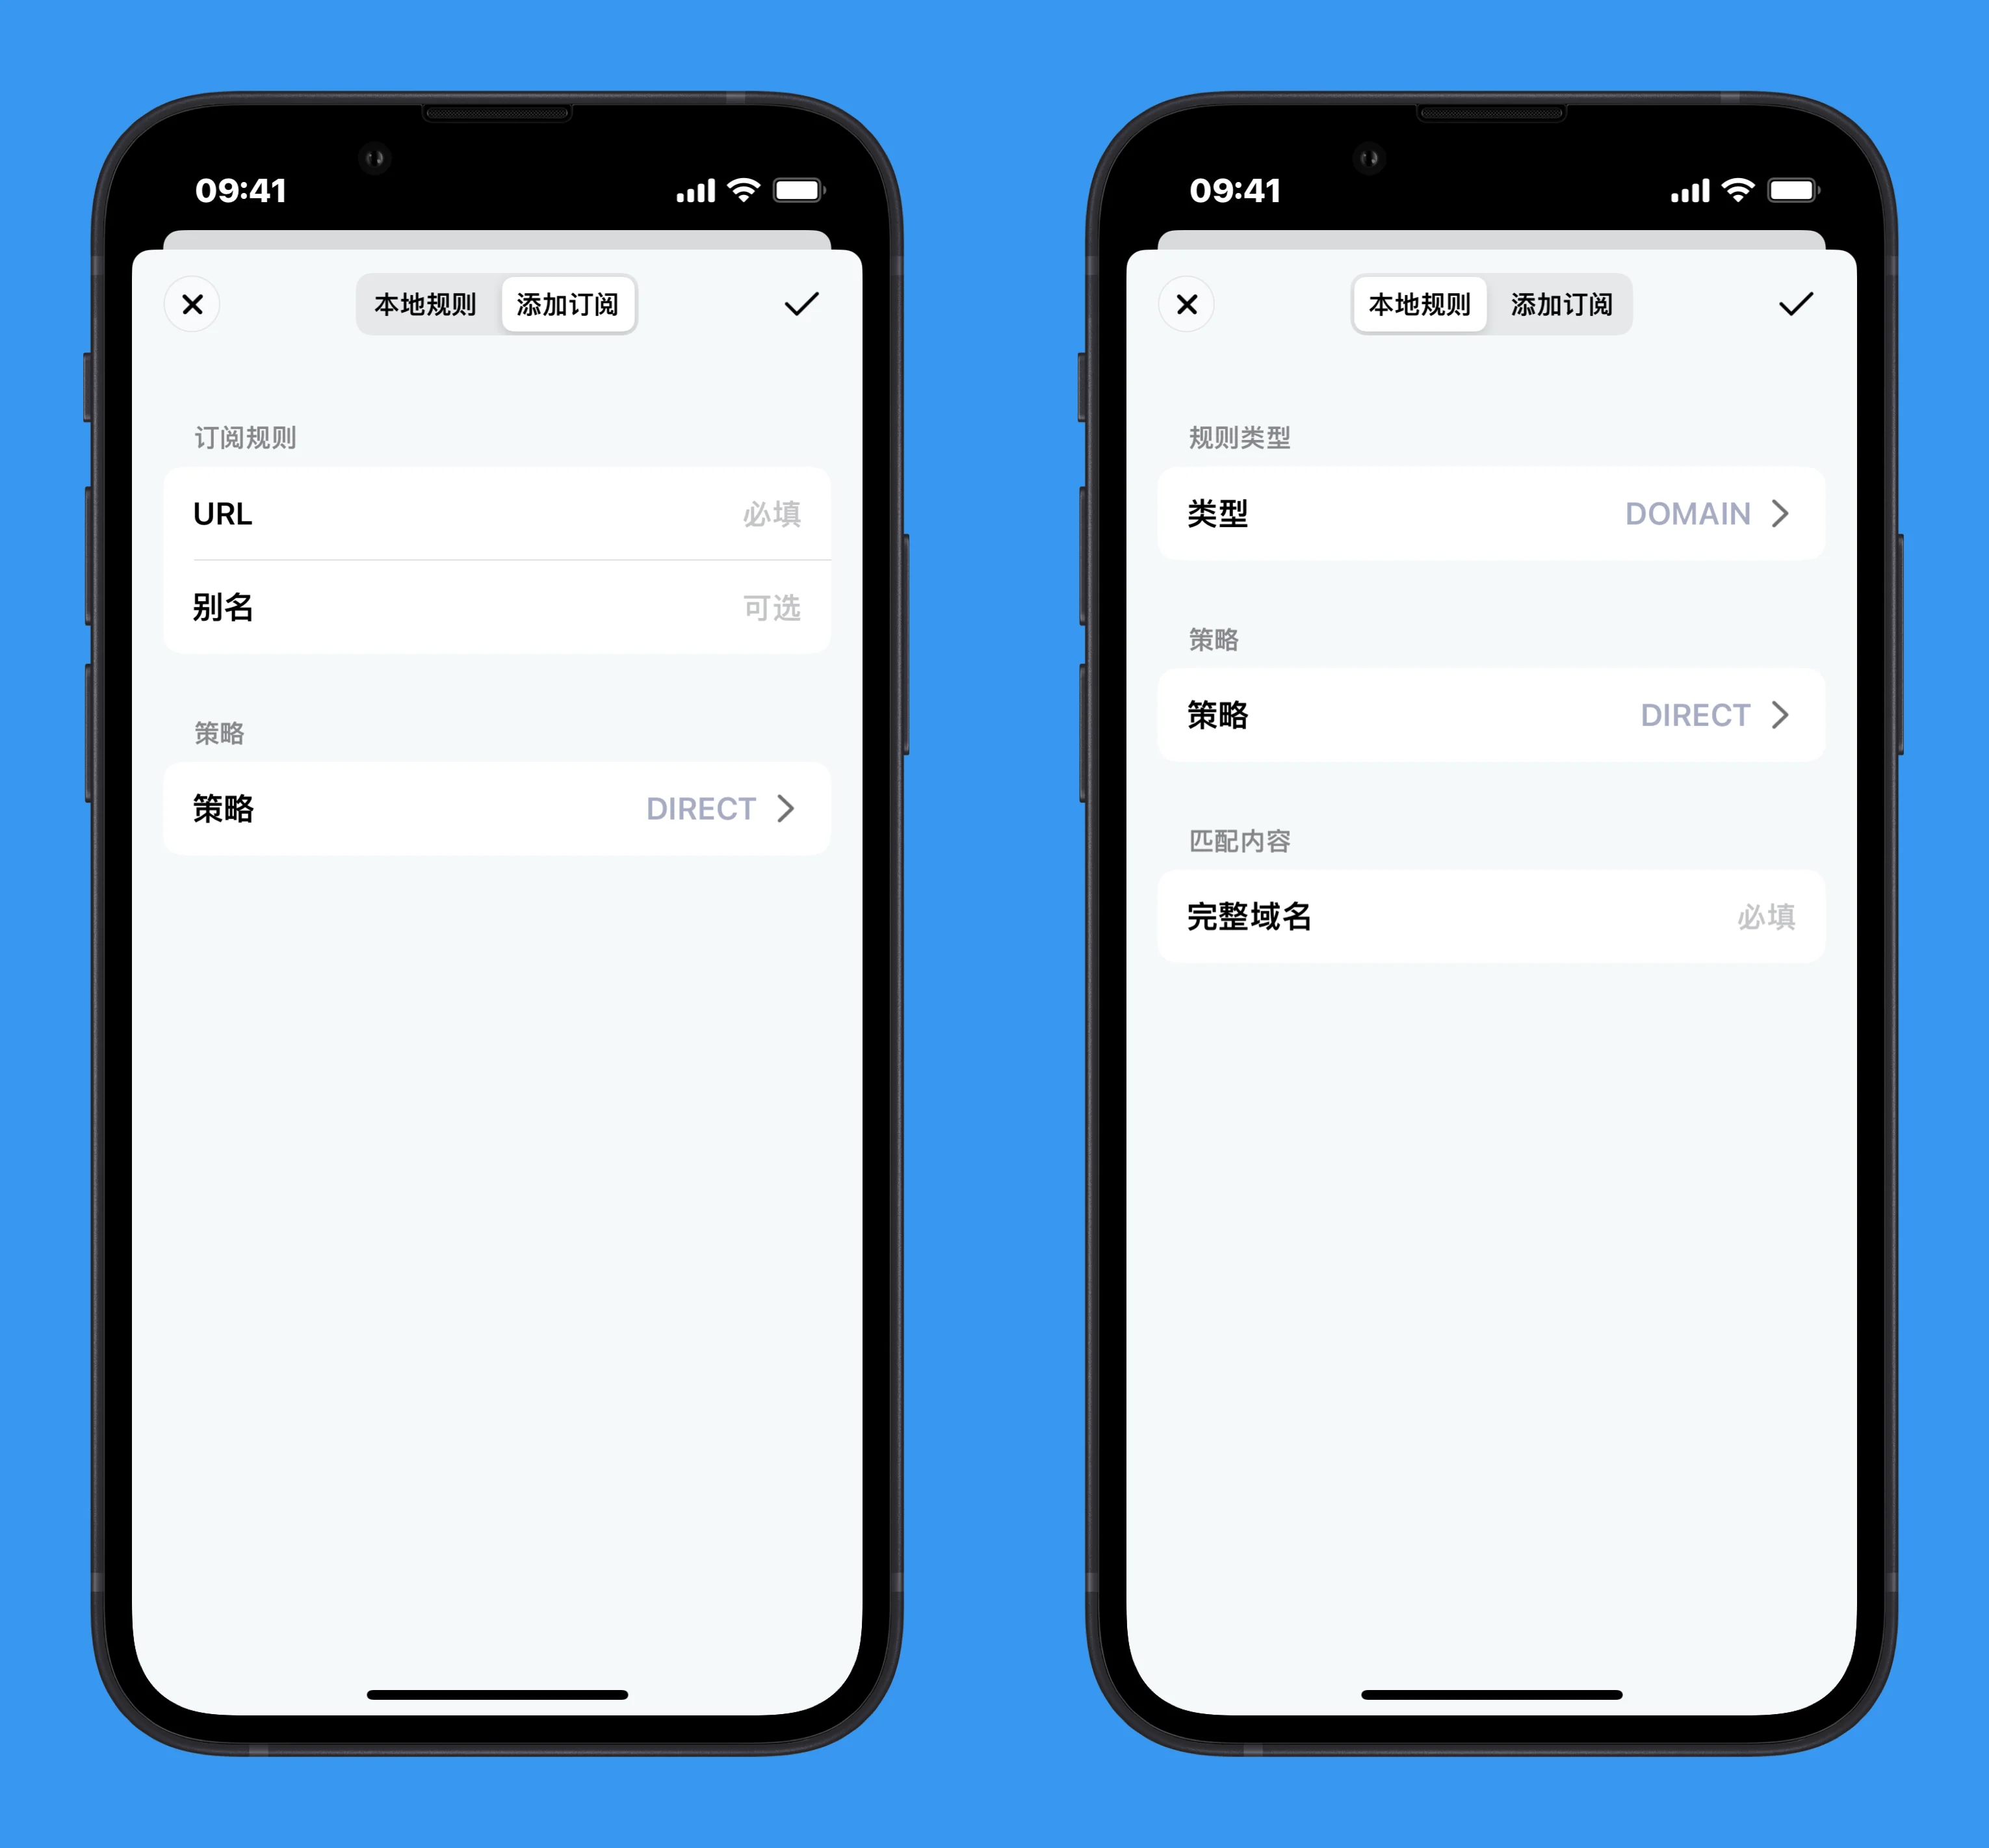 09:41
本地规则 添加订阅
订阅规则
URL 必填
别名 可选
策略
策略 DIRECT
09:41
本地规则 添加订阅
规则类型
类型 DOMAIN
策略
策略 DIRECT
匹配内容
完整域名 必填